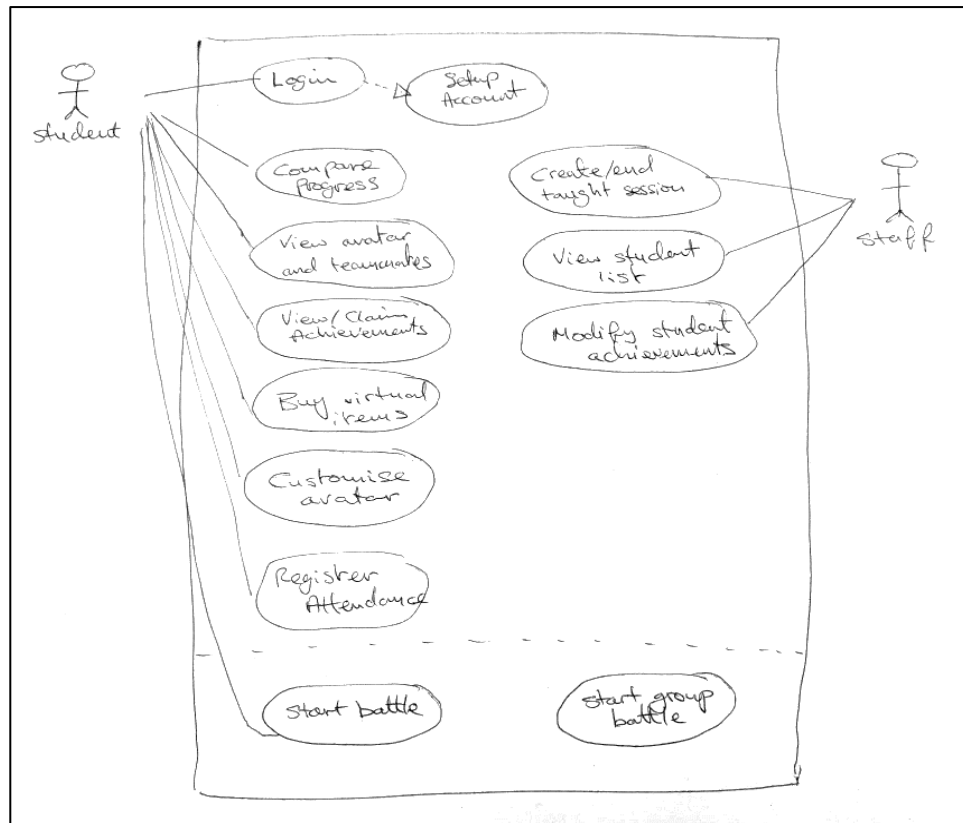 Login
Setup
Account
student
Compare
progress
Create/end
taught session
staff
View avatar
and teammates
View student
list
View/Claim
Achievements
Modify student
achievements
Buy virtual
items
Customise
avatar
Register
Attendance
start battle
start group
battle